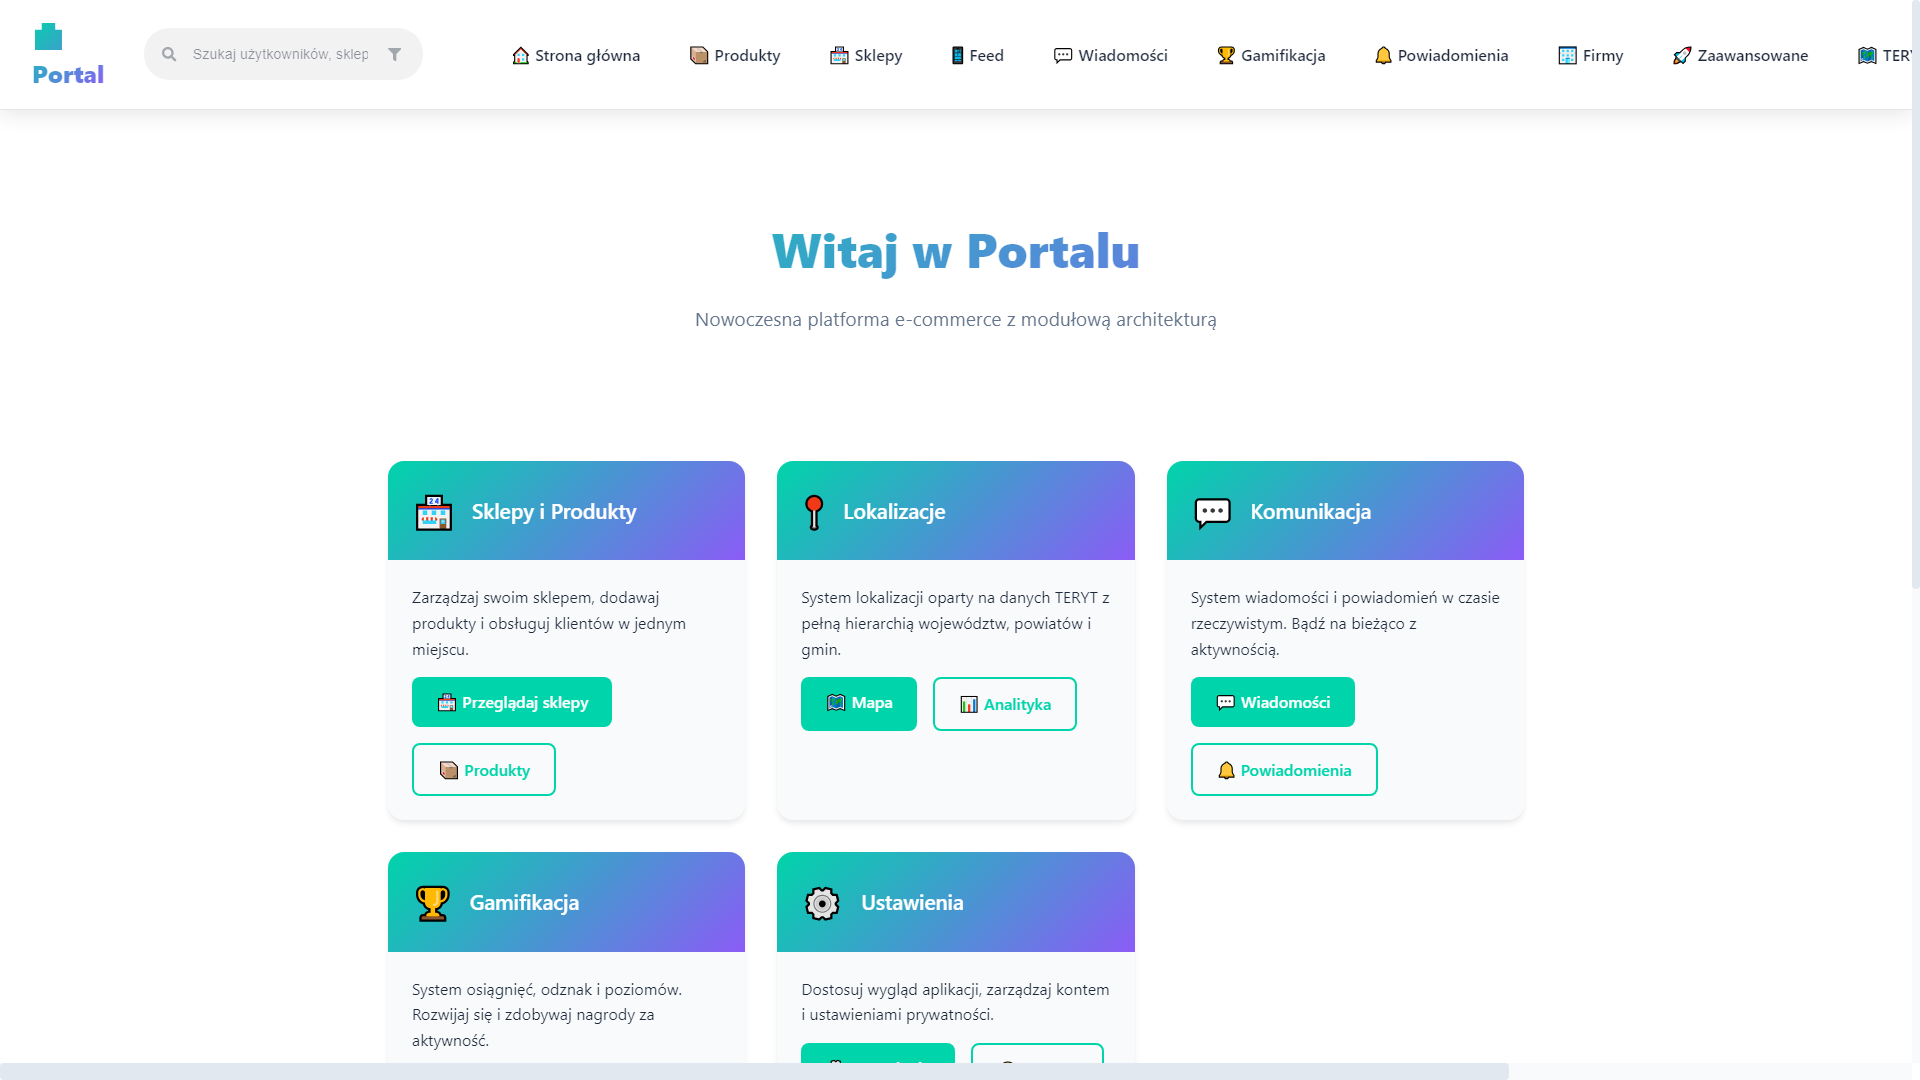 Portal
Szukaj użytkowników, sklep
Strona główna
Produkty
Sklepy
Feed
Wiadomości
Gamifikacja
Powiadomienia
Firmy
Zaawansowane
Witaj w Portalu
Nowoczesna platforma e-commerce z modułową architekturą
Sklepy i Produkty
Zarządzaj swoim sklepem, dodawaj
produkty i obsługuj klientów w jednym
miejscu.
Przeglądaj sklepy
Produkty
Lokalizacje
System lokalizacji oparty na danych TERYT z
pełną hierarchią województw, powiatów i
gmin.
Mapa
Analityka
Komunikacja
System wiadomości i powiadomień w czasie
rzeczywistym. Bądź na bieżąco z
aktywnością.
Wiadomości
Powiadomienia
Gamifikacja
System osiągnięć, odznak i poziomów.
Rozwijaj się i zdobywaj nagrody za
aktywność.
Ustawienia
Dostosuj wygląd aplikacji, zarządzaj kontem
i ustawieniami prywatności.